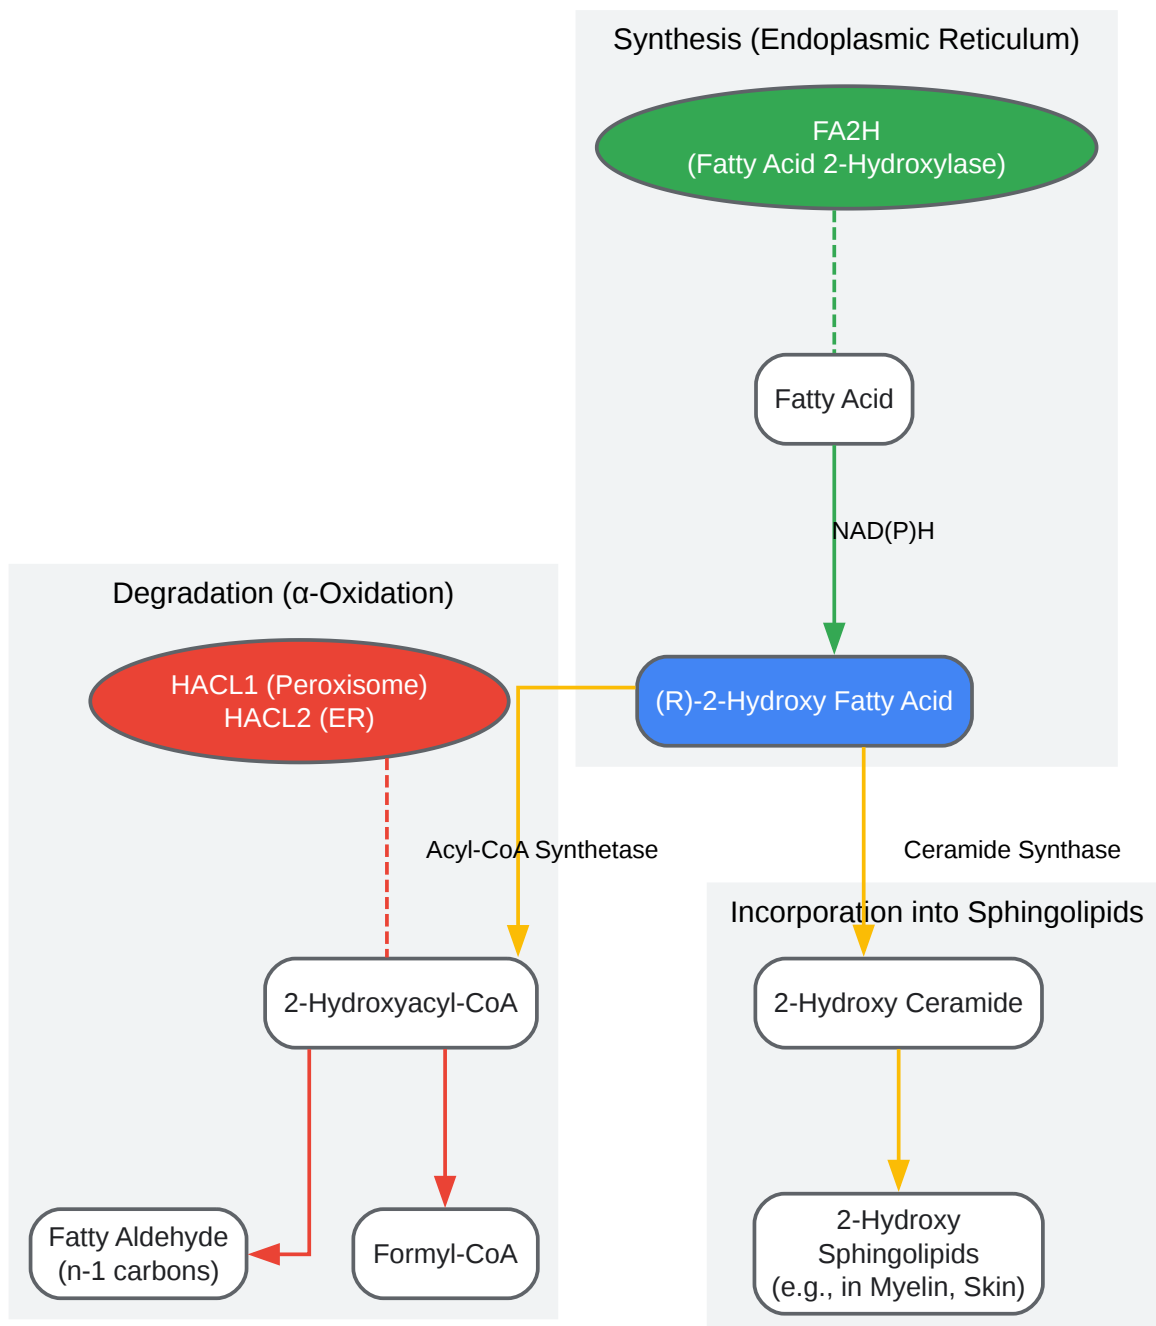 Synthesis (Endoplasmic Reticulum)
FA2H
(Fatty Acid 2-Hydroxylase)
Fatty Acid
NAD(P)H
(R)-2-Hydroxy Fatty Acid
Degradation (α-Oxidation)
HACL1 (Peroxisome)
HACL2 (ER)
Acyl-CoA Synthetase
2-Hydroxyacyl-CoA
Fatty Aldehyde
(n-1 carbons)
Formyl-CoA
Ceramide Synthase
Incorporation into Sphingolipids
2-Hydroxy Ceramide
2-Hydroxy
Sphingolipids
(e.g., in Myelin, Skin)